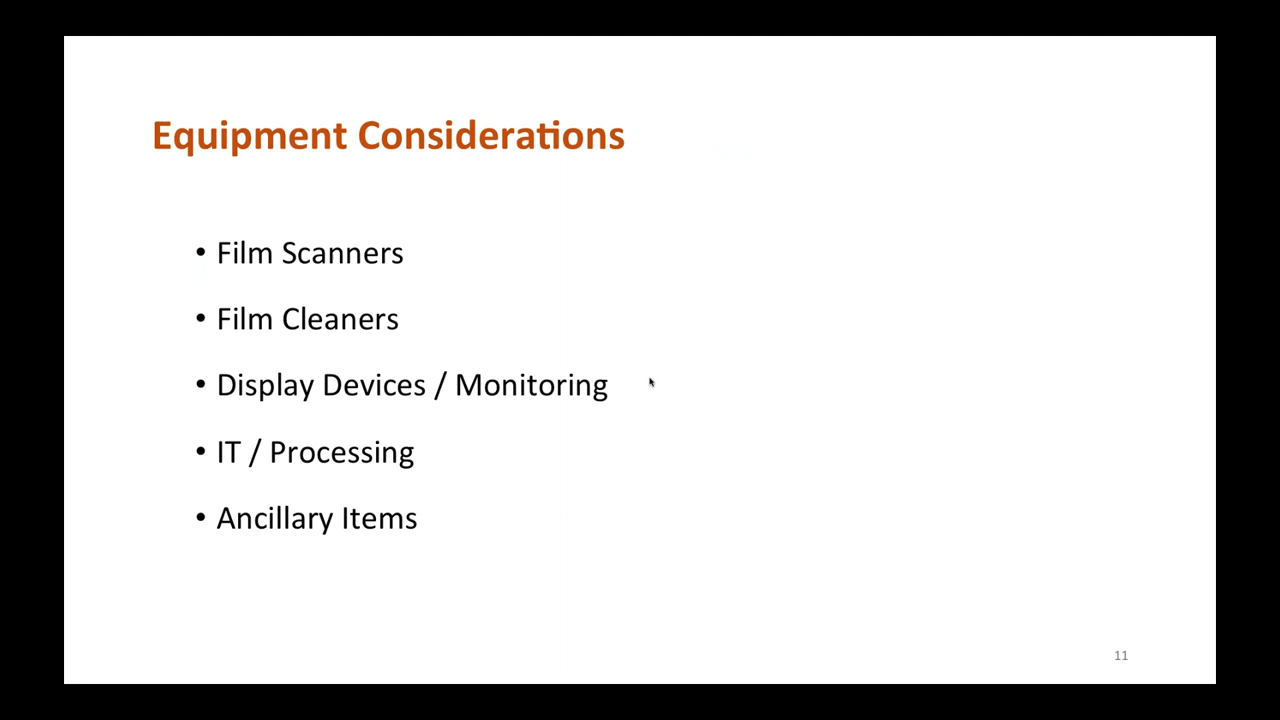 Equipment Considerations
• Film Scanners
• Film Cleaners
• Display Devices / Monitoring
• IT / Processing
• Ancillary Items
11